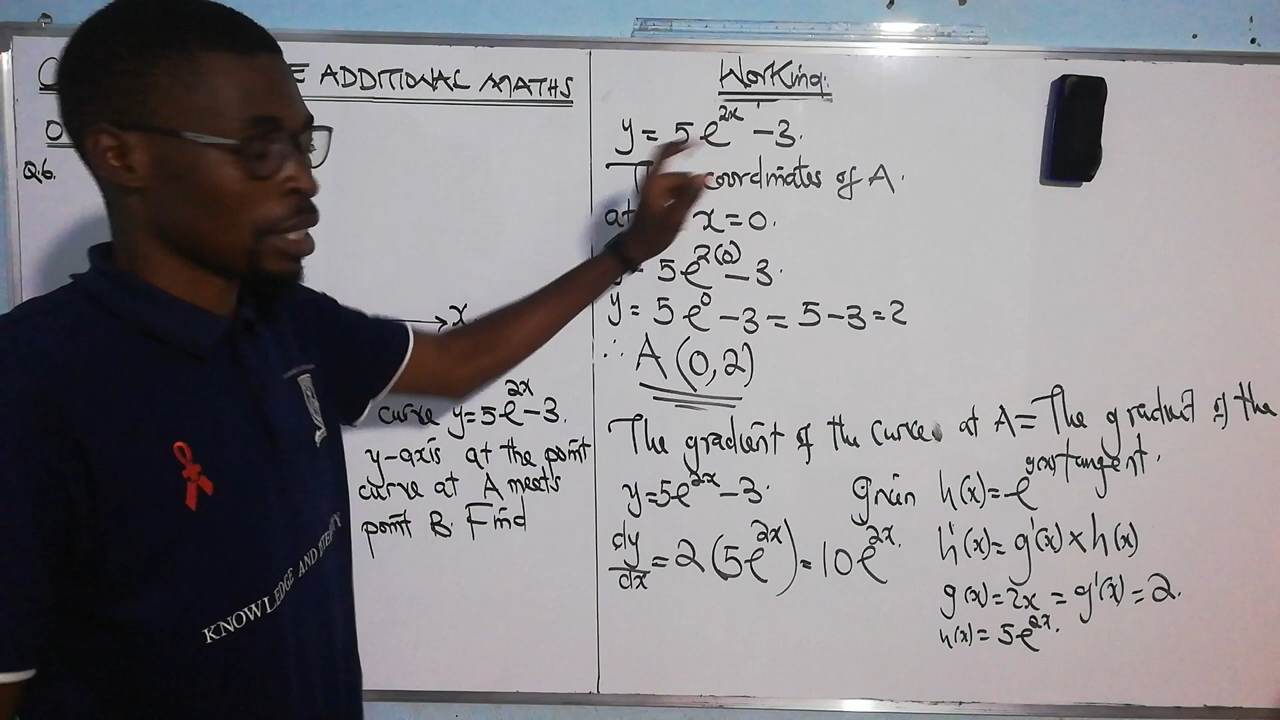 ADDITIONAL MATHS
Q6.
x
curve y=5e^{2x}-3.
y-axis at the point
curve at A meets
point B. Find
KNOWLEDGE AND
Working:
y = 5e^{2x} - 3.
coordinates of A.
at x=0.
5e^{2(0)} - 3.
y = 5e^0 - 3 = 5-3=2
∴ A(0,2)
The gradient of the curve at A = The gradient of the
tangent.
y=5e^{2x}-3.
given h(x)=e^{g(x)}
dy/dx = 2(5e^{2x}) = 10e^{2x}.
h'(x)= g'(x) x h(x)
g(x)=2x = g'(x)=2.
h(x)= 5e^{2x}.